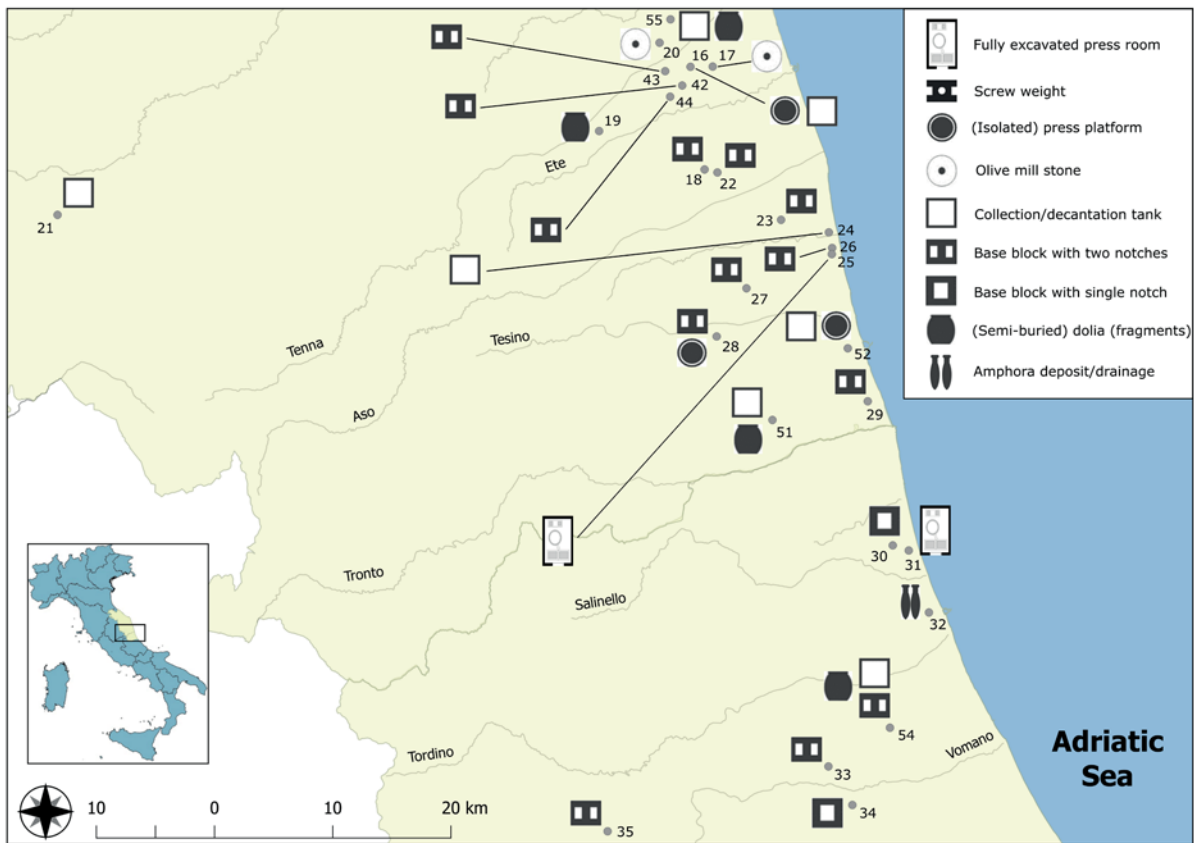 55
20
16
17
43
42
44
19
Ete
18
22
21
23
24
26
25
27
Tenna
Tesino
28
52
Aso
29
51
30
31
Tronto
Salinello
32
54
Tordino
Vomano
33
34
35
Adriatic
Sea
10
0
10
20 km
Fully excavated press room
Screw weight
(Isolated) press platform
Olive mill stone
Collection/decantation tank
Base block with two notches
Base block with single notch
(Semi-buried) dolia (fragments)
Amphora deposit/drainage